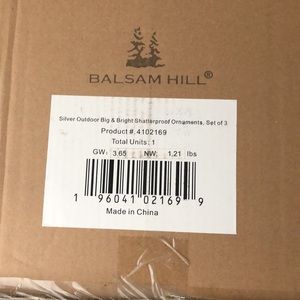 BALSAM HILL®
Silver Outdoor Big & Bright Shatterproof Ornaments, Set of 3
Product #: 4102169
Total Units: 1
GW: 3.65 NW: 1.21 lbs
1 96041 02169 9
Made in China